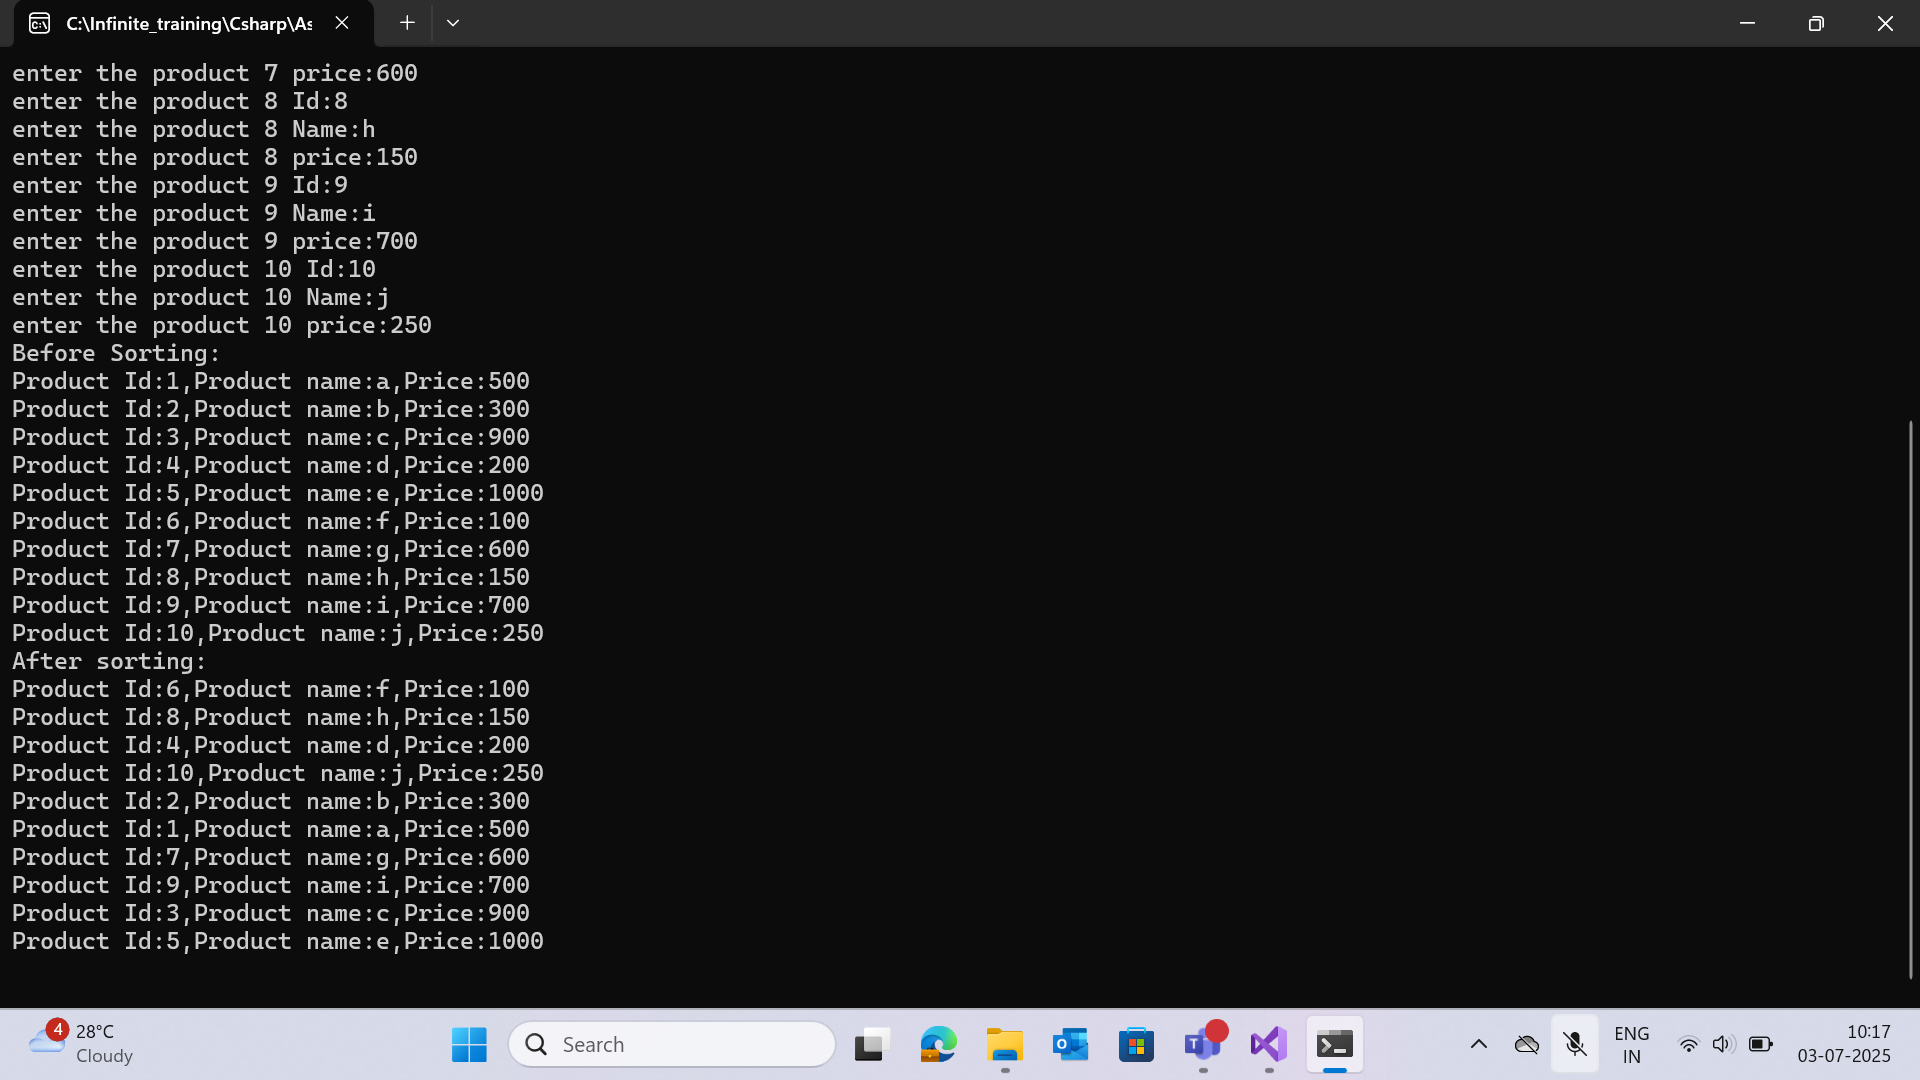 C:\Infinite_training\Csharp\As
enter the product 7 price:600
enter the product 8 Id:8
enter the product 8 Name:h
enter the product 8 price:150
enter the product 9 Id:9
enter the product 9 Name:i
enter the product 9 price:700
enter the product 10 Id:10
enter the product 10 Name:j
enter the product 10 price:250
Before Sorting:
Product Id:1,Product name:a,Price:500
Product Id:2,Product name:b,Price:300
Product Id:3,Product name:c,Price:900
Product Id:4,Product name:d,Price:200
Product Id:5,Product name:e,Price:1000
Product Id:6,Product name:f,Price:100
Product Id:7,Product name:g,Price:600
Product Id:8,Product name:h,Price:150
Product Id:9,Product name:i,Price:700
Product Id:10,Product name:j,Price:250
After sorting:
Product Id:6,Product name:f,Price:100
Product Id:8,Product name:h,Price:150
Product Id:4,Product name:d,Price:200
Product Id:10,Product name:j,Price:250
Product Id:2,Product name:b,Price:300
Product Id:1,Product name:a,Price:500
Product Id:7,Product name:g,Price:600
Product Id:9,Product name:i,Price:700
Product Id:3,Product name:c,Price:900
Product Id:5,Product name:e,Price:1000
4
28°C
Cloudy
Search
ENG
IN
10:17
03-07-2025